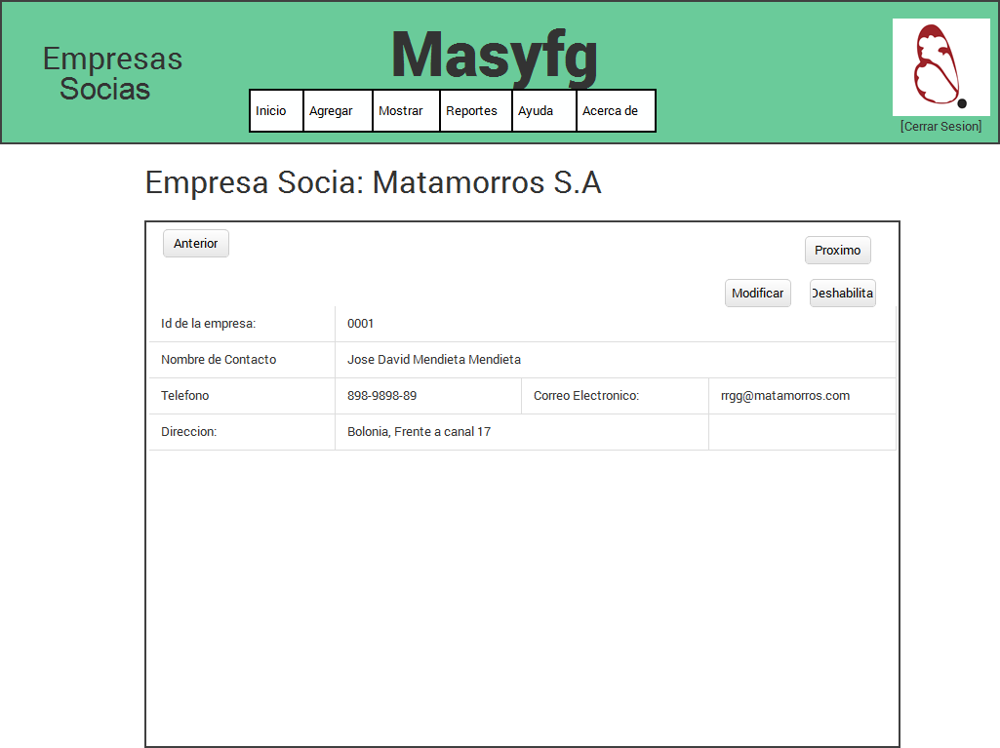 Empresas
Socias
Masyfg
Inicio Agregar Mostrar Reportes Ayuda Acerca de
[Cerrar Sesion]
Empresa Socia: Matamorros S.A
Anterior
Proximo
Modificar Deshabilita
Id de la empresa: 0001
Nombre de Contacto Jose David Mendieta Mendieta
Telefono 898-9898-89 Correo Electronico: rrgg@matamorros.com
Direccion: Bolonia, Frente a canal 17